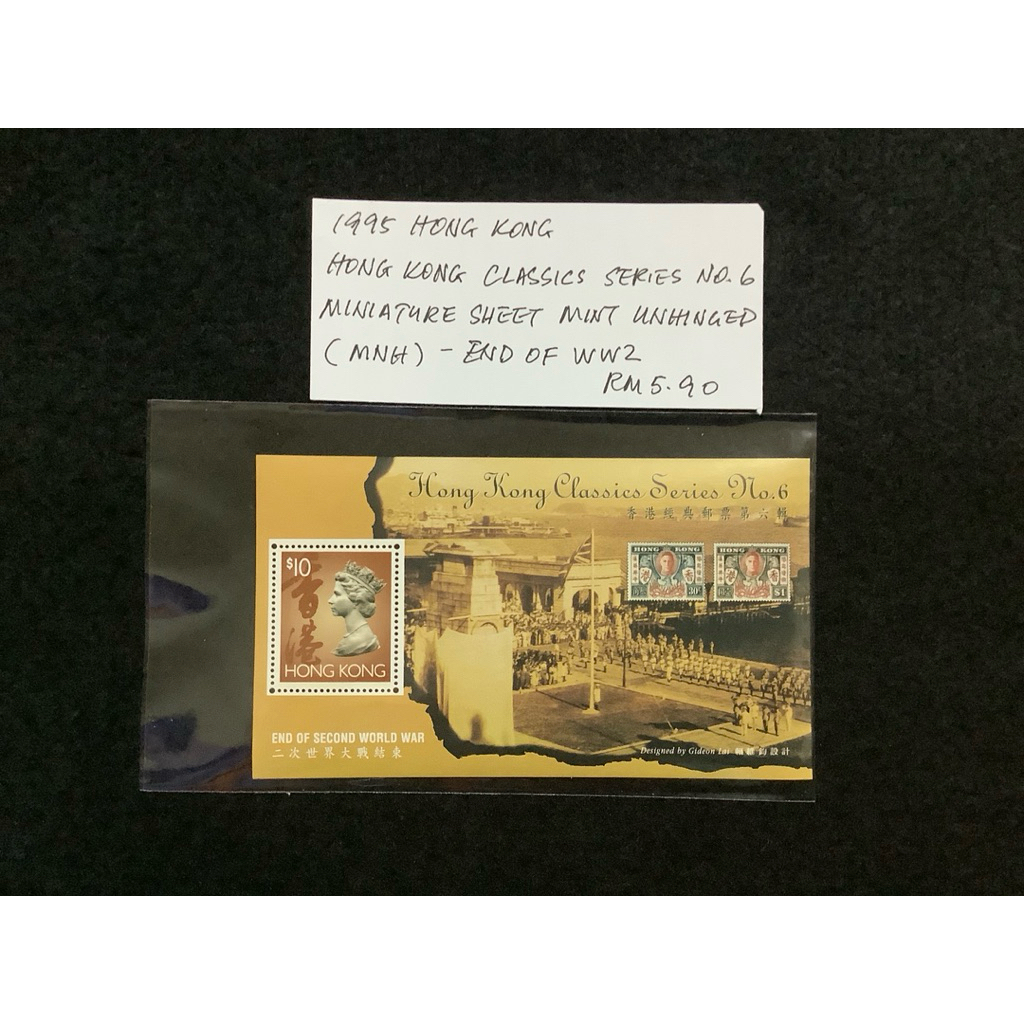 1995 HONG KONG
HONG KONG CLASSICS SERIES NO.6
MINIATURE SHEET MINT UNHINGED
(MNH) - END OF WW2
RM5.90
Hong Kong Classics Series No.6
香港經典郵票第六輯
HONG KONG
30c
HONG KONG
$1
$10
香港
HONG KONG
END OF SECOND WORLD WAR
二次世界大戰結束
Designed by Gideon Lai 設計